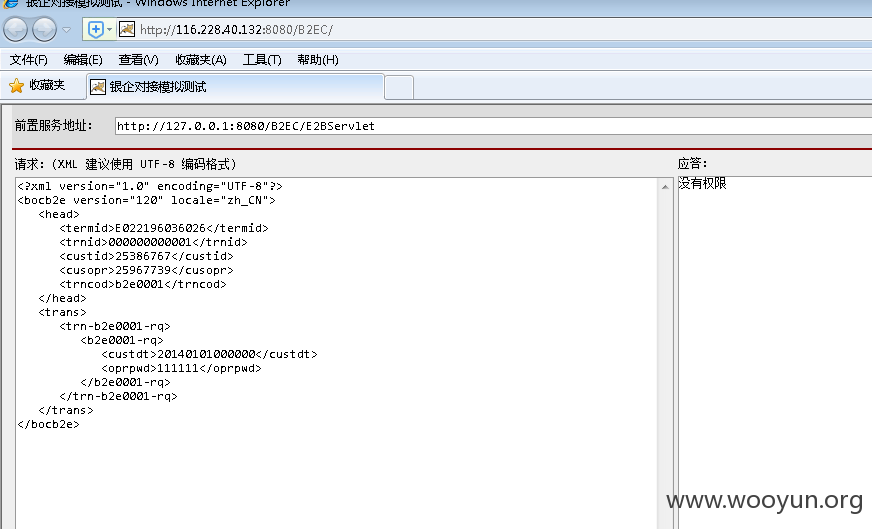 银企对接模拟测试 - Windows Internet Explorer
http://116.228.40.132:8080/B2EC/
文件(F) 编辑(E) 查看(V) 收藏夹(A) 工具(T) 帮助(H)
收藏夹 银企对接模拟测试
前置服务地址: http://127.0.0.1:8080/B2EC/E2BServlet
请求:(XML 建议使用 UTF-8 编码格式)
<?xml version="1.0" encoding="UTF-8"?>
<bocb2e version="120" locale="zh_CN">
<head>
<termid>E022196036026</termid>
<trnid>000000000001</trnid>
<custid>25386767</custid>
<cusopr>25967739</cusopr>
<trncod>b2e0001</trncod>
</head>
<trans>
<trn-b2e0001-rq>
<b2e0001-rq>
<custdt>20140101000000</custdt>
<oprpwd>111111</oprpwd>
</b2e0001-rq>
</trn-b2e0001-rq>
</trans>
</bocb2e>
应答:
没有权限
www.wooyun.org